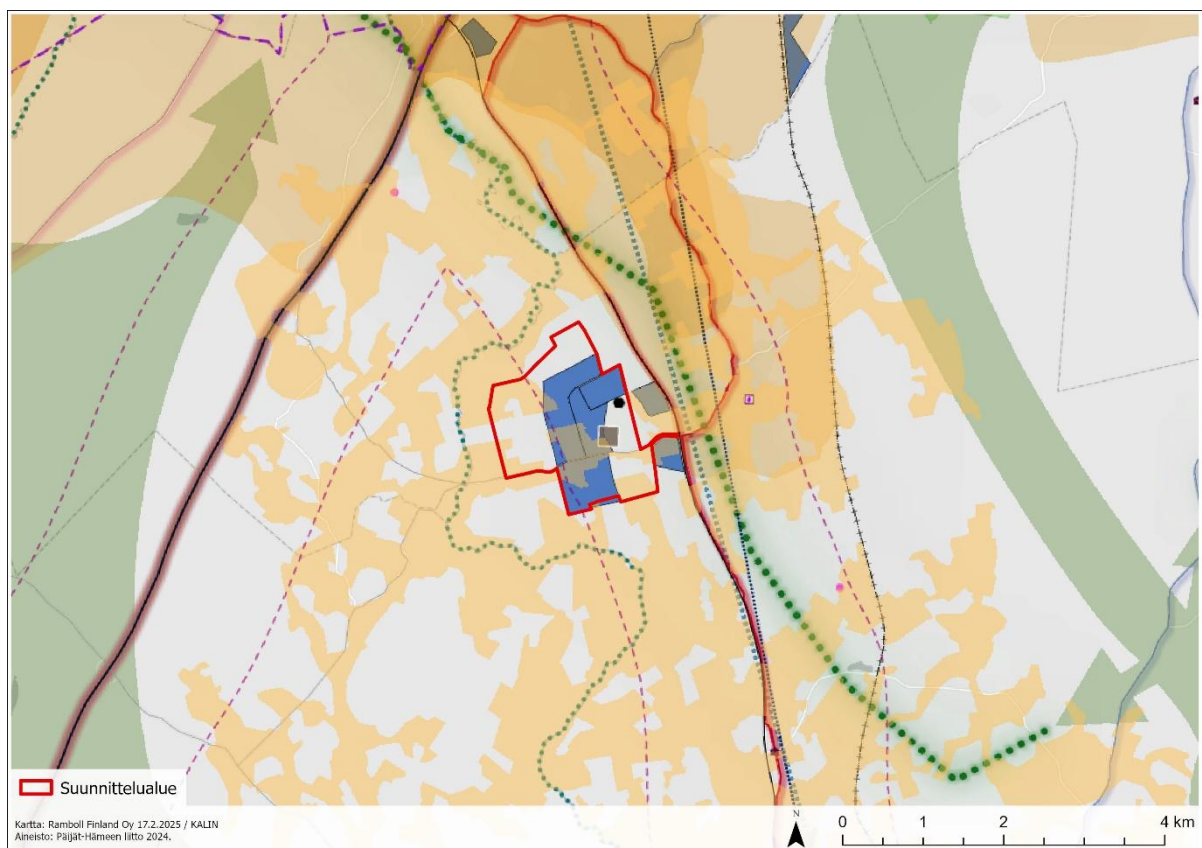 Suunnittelualue
Kartta: Ramboll Finland Oy 17.2.2025 / KALIN
Aineisto: Päijät-Hämeen liitto 2024.
N
0 1 2 4 km